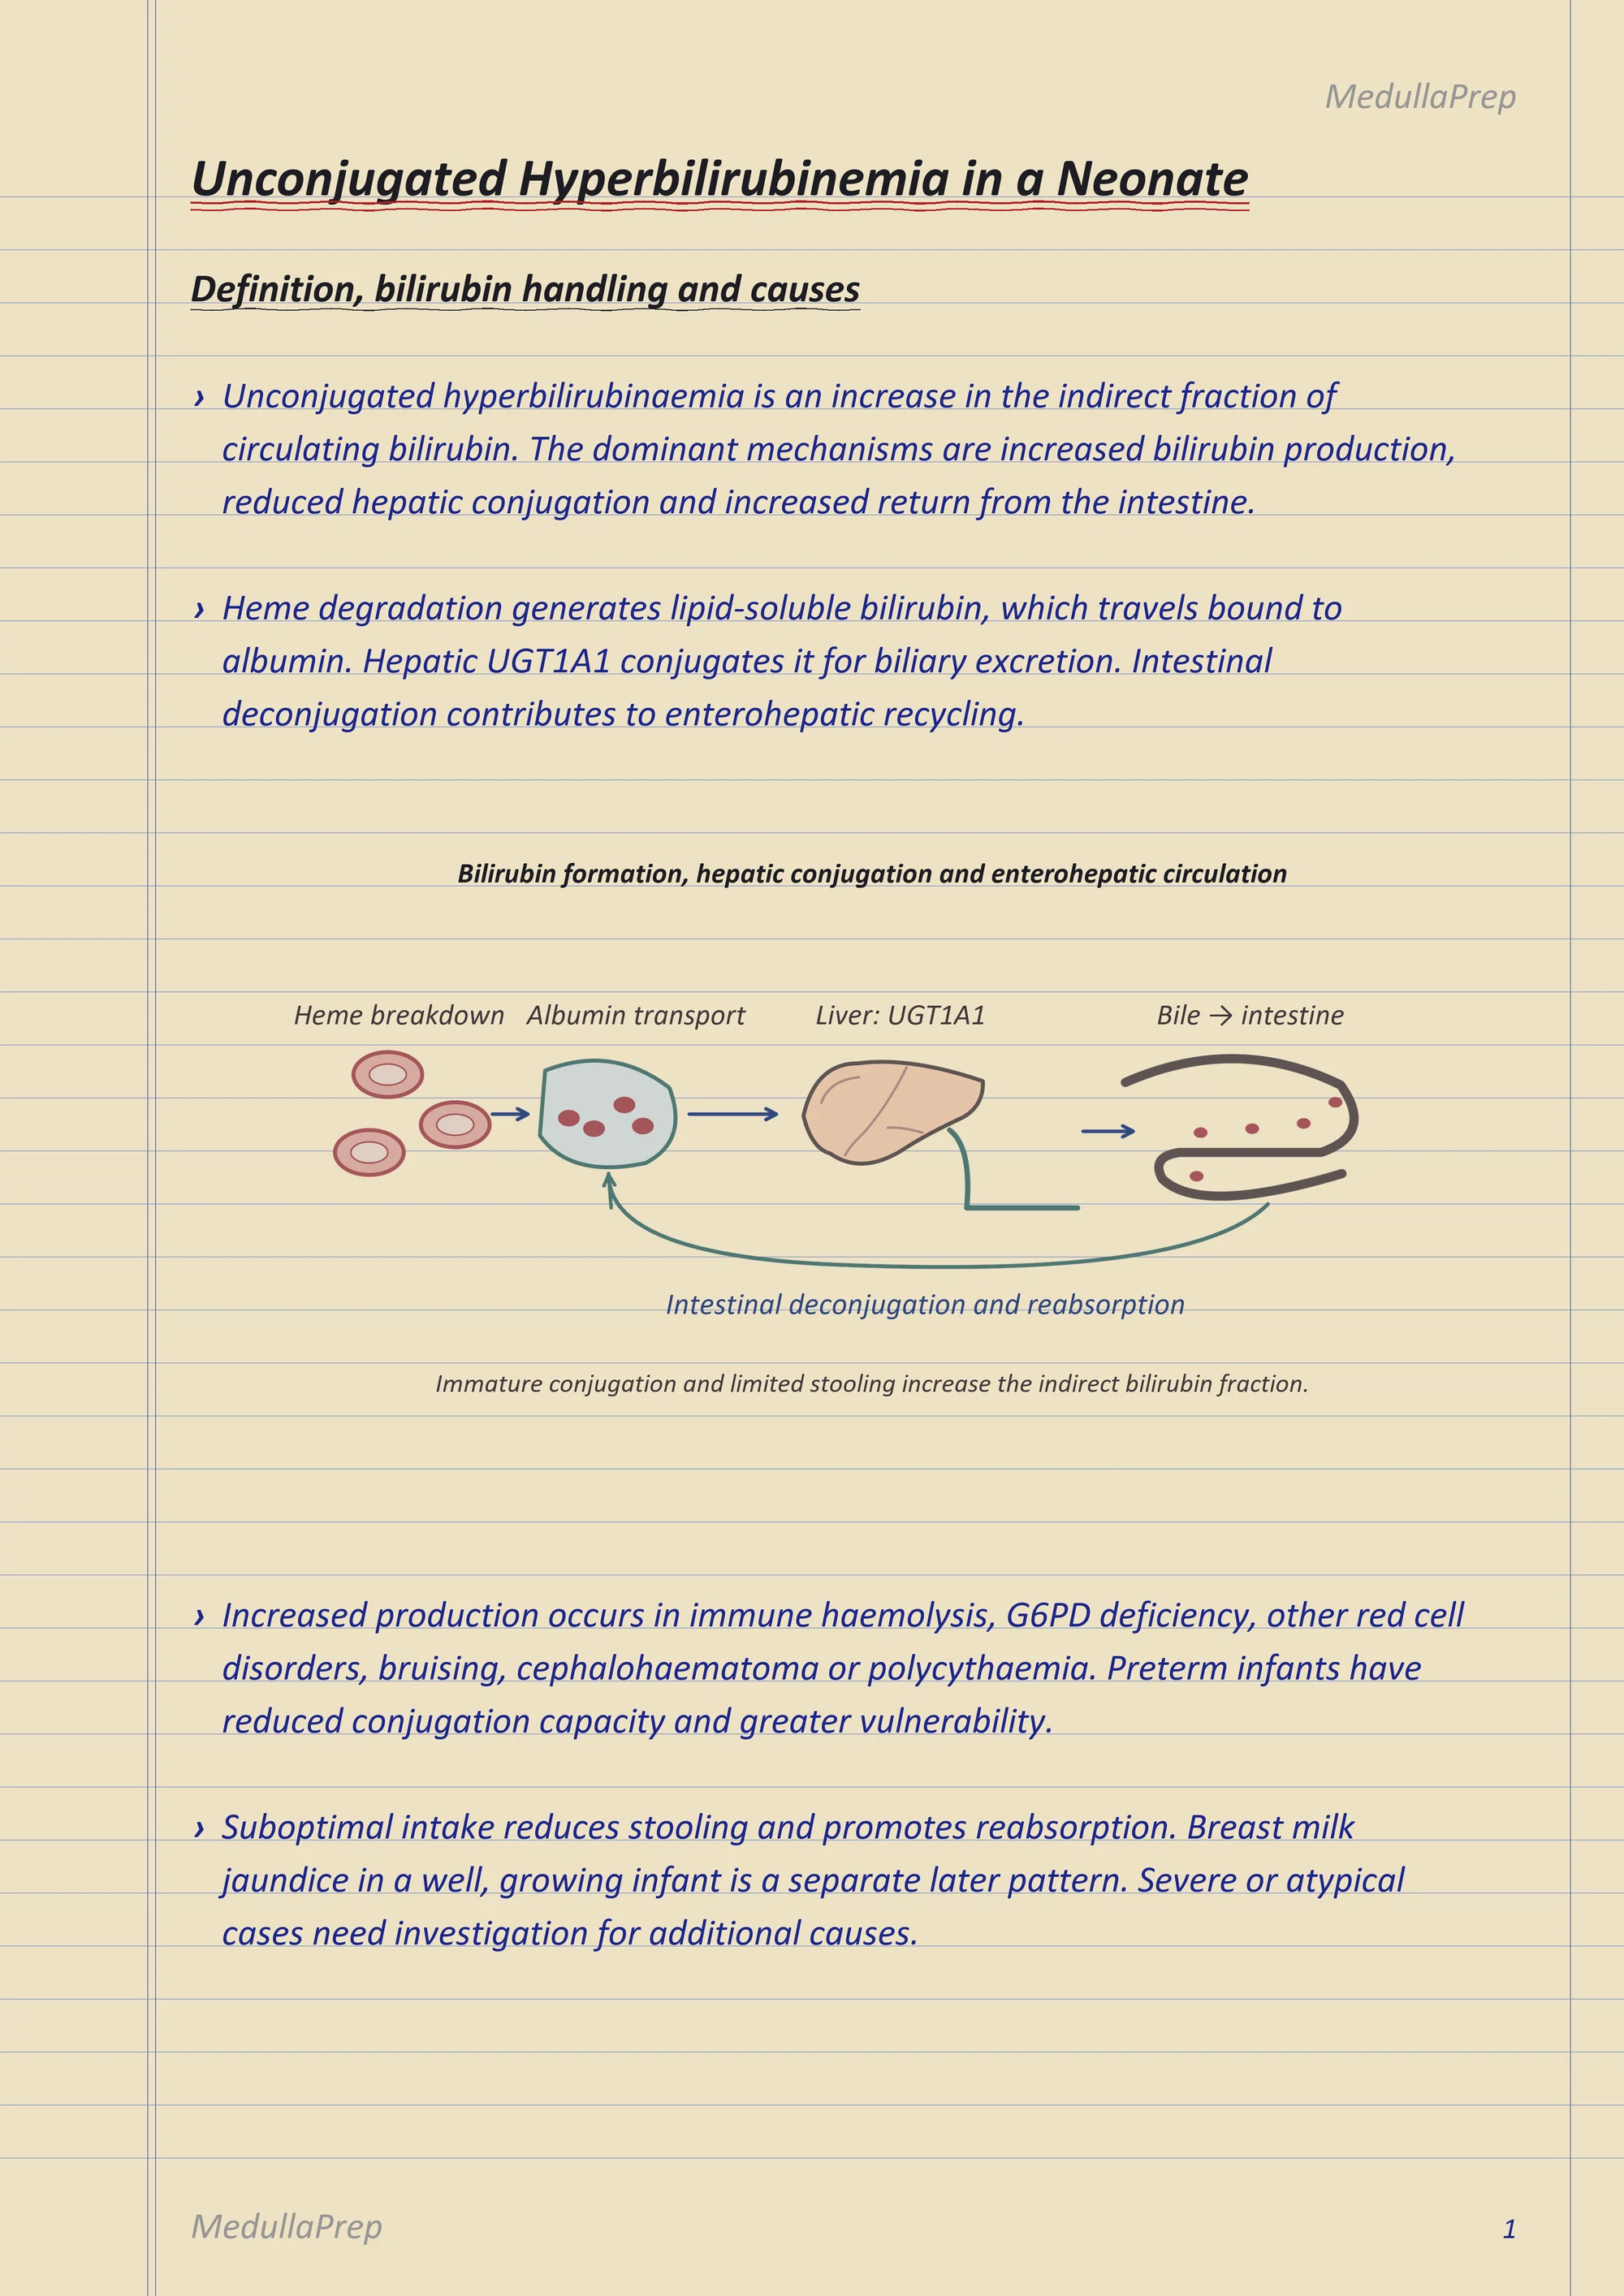 MedullaPrep
Unconjugated Hyperbilirubinemia in a Neonate
Definition, bilirubin handling and causes
› Unconjugated hyperbilirubinaemia is an increase in the indirect fraction of
circulating bilirubin. The dominant mechanisms are increased bilirubin production,
reduced hepatic conjugation and increased return from the intestine.
› Heme degradation generates lipid-soluble bilirubin, which travels bound to
albumin. Hepatic UGT1A1 conjugates it for biliary excretion. Intestinal
deconjugation contributes to enterohepatic recycling.
Bilirubin formation, hepatic conjugation and enterohepatic circulation
Heme breakdown Albumin transport Liver: UGT1A1 Bile → intestine
Intestinal deconjugation and reabsorption
Immature conjugation and limited stooling increase the indirect bilirubin fraction.
› Increased production occurs in immune haemolysis, G6PD deficiency, other red cell
disorders, bruising, cephalohaematoma or polycythaemia. Preterm infants have
reduced conjugation capacity and greater vulnerability.
› Suboptimal intake reduces stooling and promotes reabsorption. Breast milk
jaundice in a well, growing infant is a separate later pattern. Severe or atypical
cases need investigation for additional causes.
MedullaPrep 1